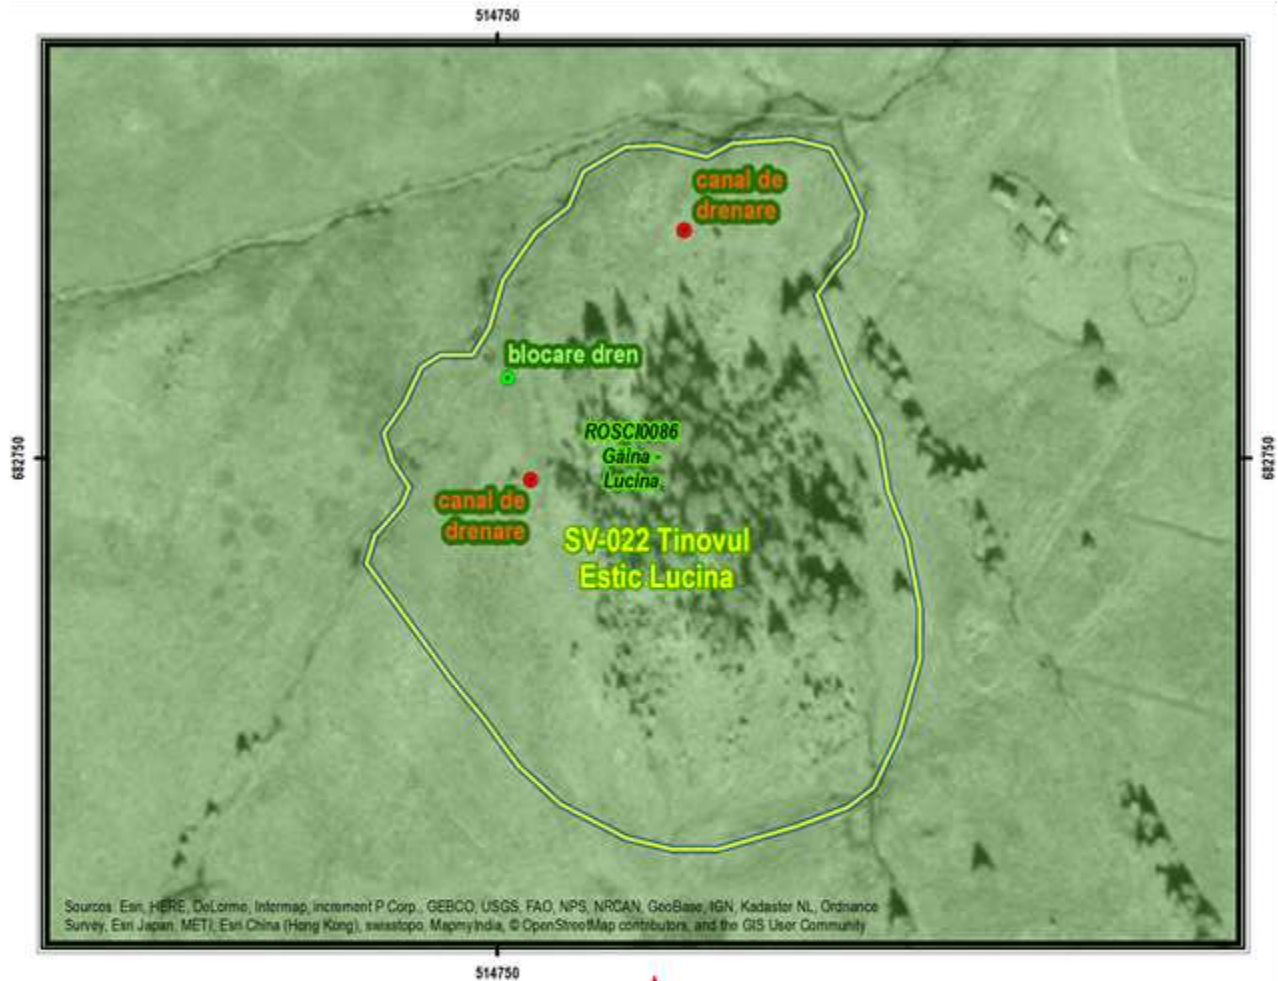 514750
canal de
drenare
blocare dren
ROSCI0086
Găina -
Lucina
682750
682750
canal de
drenare
SV-022 Tinovul
Estic Lucina
Sources: Esri, HERE, DeLorme, Intermap, increment P Corp., GEBCO, USGS, FAO, NPS, NRCAN, GeoBase, IGN, Kadaster NL, Ordnance
Survey, Esri Japan, METI, Esri China (Hong Kong), swisstopo, MapmyIndia, © OpenStreetMap contributors, and the GIS User Community
514750